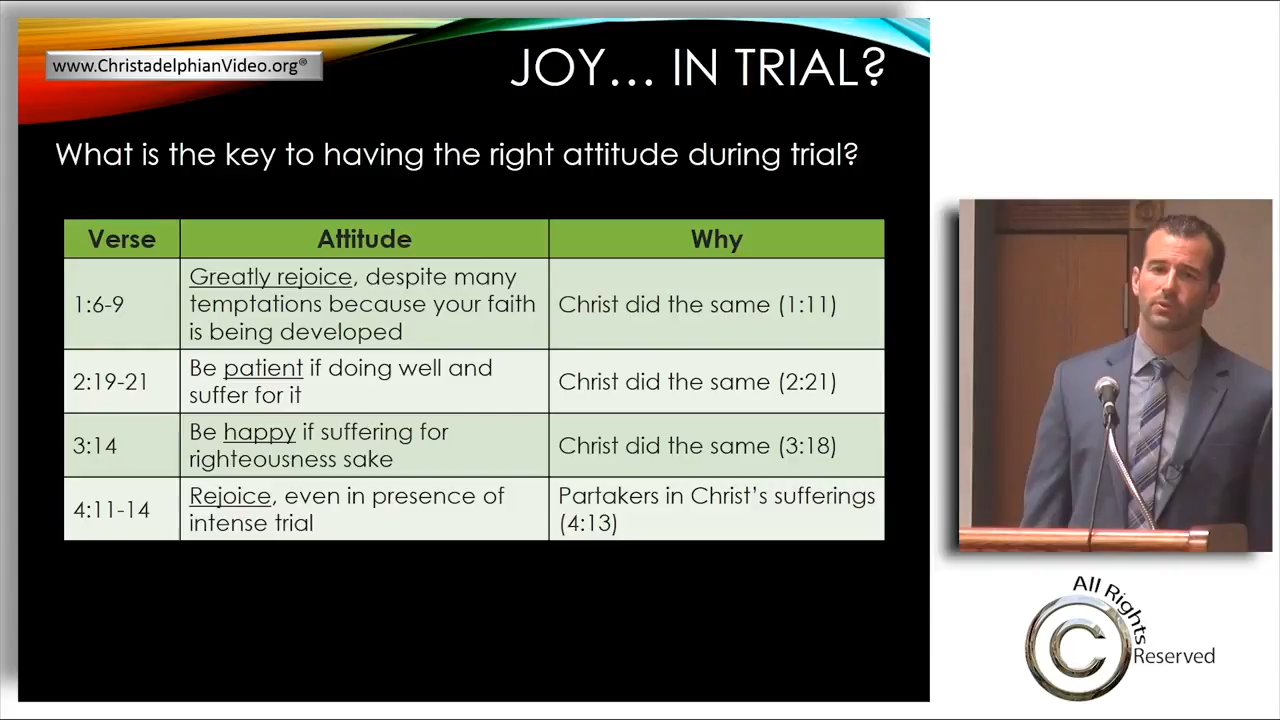 www.ChristadelphianVideo.org®
JOY... IN TRIAL?
What is the key to having the right attitude during trial?
Verse Attitude Why
1:6-9
Greatly rejoice, despite many
temptations because your faith
is being developed
Christ did the same (1:11)
2:19-21
Be patient if doing well and
suffer for it
Christ did the same (2:21)
3:14
Be happy if suffering for
righteousness sake
Christ did the same (3:18)
4:11-14
Rejoice, even in presence of
intense trial
Partakers in Christ's sufferings
(4:13)
All Rights
C
Reserved